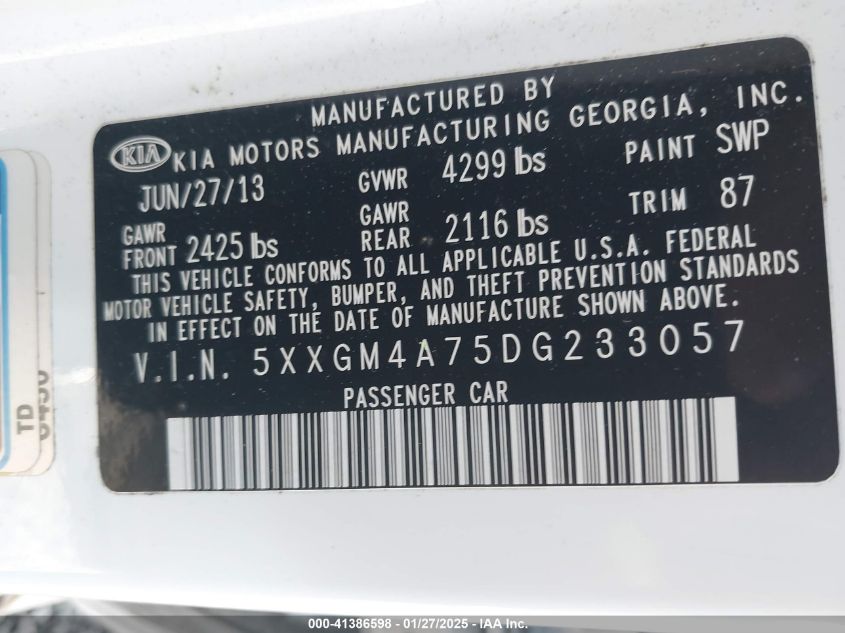 MANUFACTURED BY
KIA KIA MOTORS MANUFACTURING GEORGIA, INC.
JUN/27/13 GVWR 4299 lbs PAINT SWP
GAWR FRONT 2425 lbs GAWR REAR 2116 lbs TRIM 87
THIS VEHICLE CONFORMS TO ALL APPLICABLE U.S.A. FEDERAL
MOTOR VEHICLE SAFETY, BUMPER, AND THEFT PREVENTION STANDARDS
IN EFFECT ON THE DATE OF MANUFACTURE SHOWN ABOVE.
V.I.N. 5XXGM4A75DG233057
PASSENGER CAR
TD
000-41386598 - 01/27/2025 - IAA Inc.